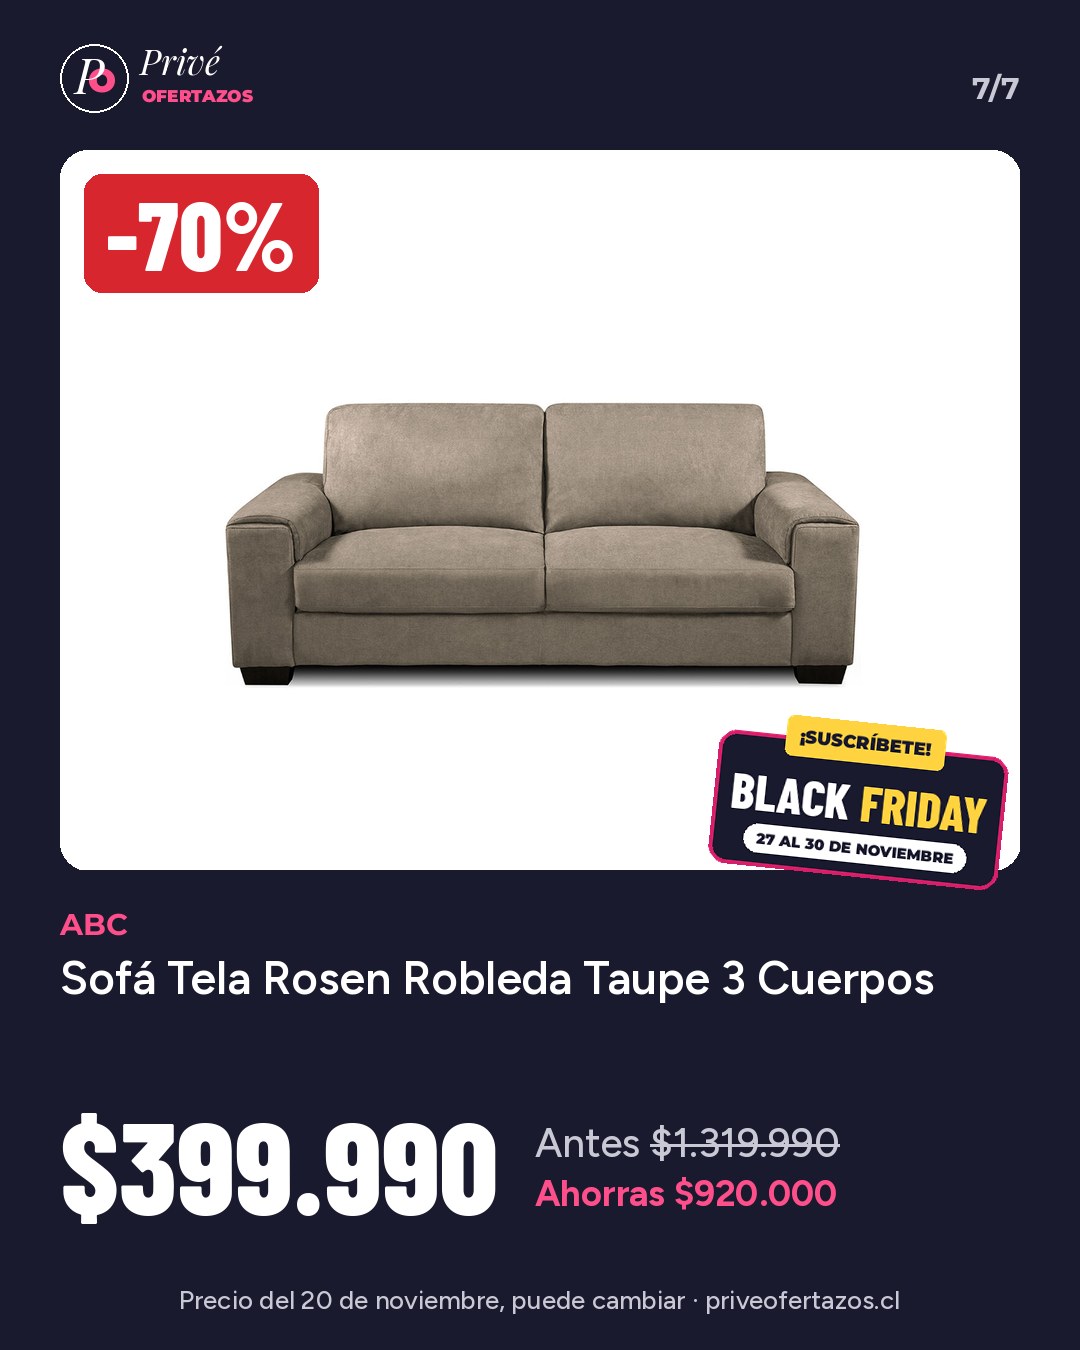 Privé
OFERTAZOS
7/7
-70%
¡SUSCRÍBETE!
BLACK FRIDAY
27 AL 30 DE NOVIEMBRE
ABC
Sofá Tela Rosen Robleda Taupe 3 Cuerpos
$399.990
Antes $1.319.990
Ahorras $920.000
Precio del 20 de noviembre, puede cambiar · priveofertazos.cl